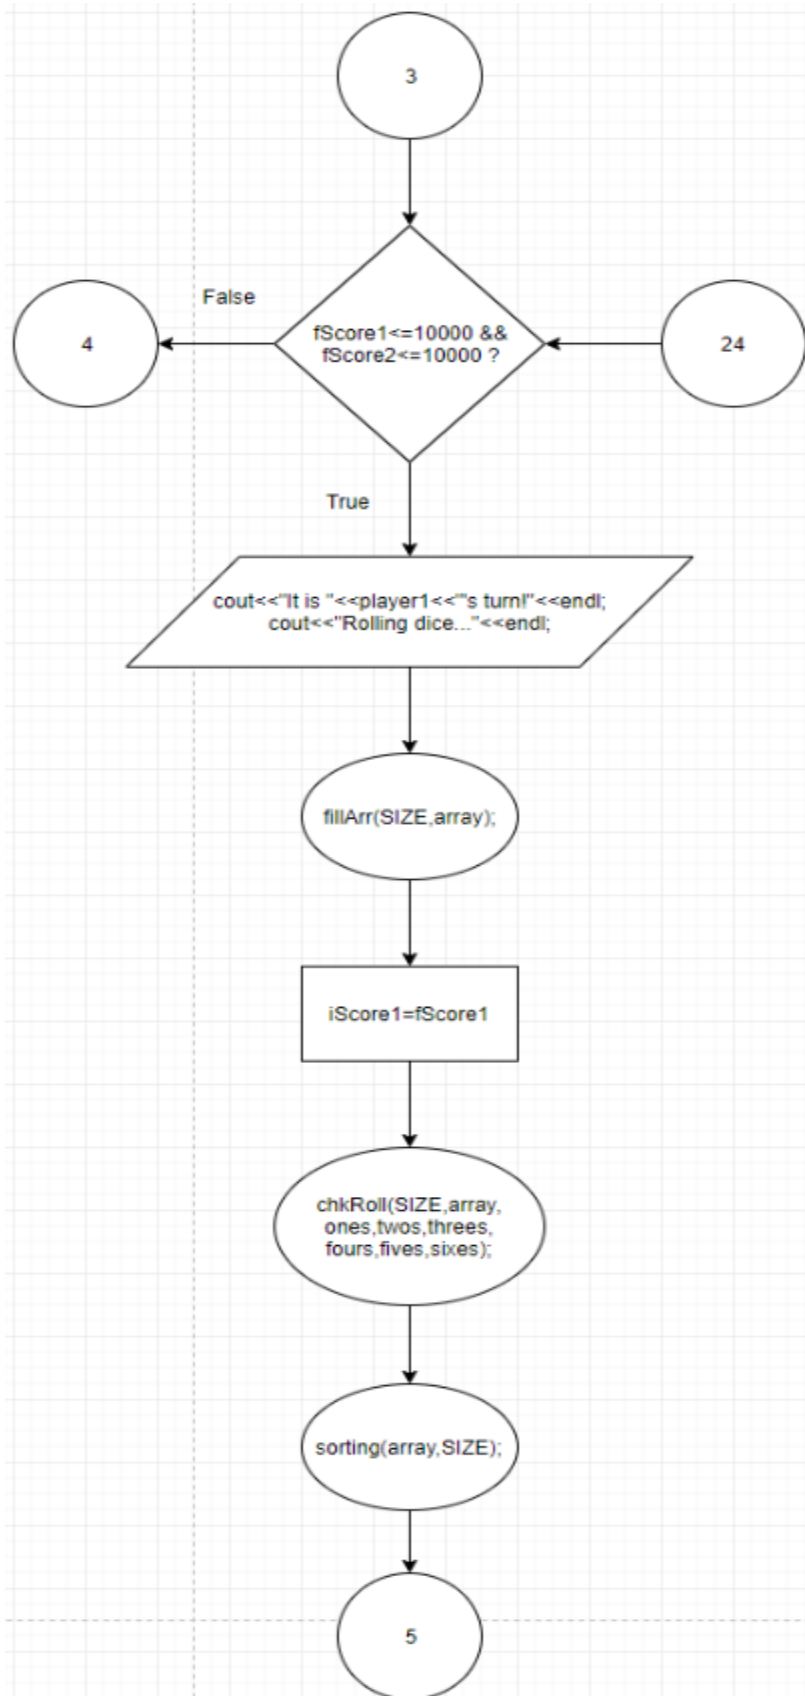 3
False
fScore1<=10000 &&
fScore2<=10000 ?
4
24
True
cout<<"It is "<<player1<<"'s turn!"<<endl;
cout<<"Rolling dice..."<<endl;
fillArr(SIZE,array);
iScore1=fScore1
chkRoll(SIZE,array,
ones,twos,threes,
fours,fives,sixes);
sorting(array,SIZE);
5